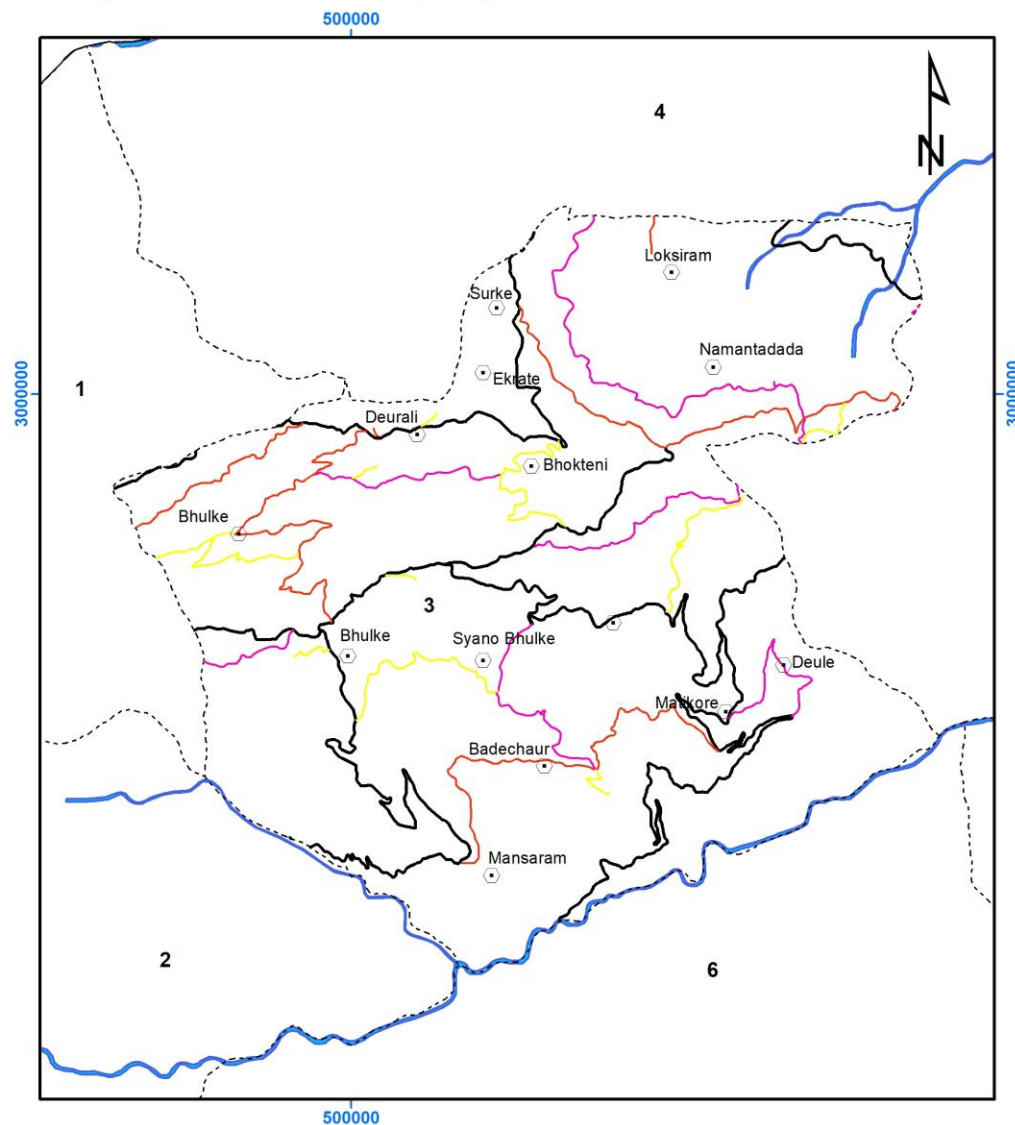 500000
4
N
Loksiram
Surke
Namantadada
Ekrate
3000000
3000000
1
Deurali
Bhokteni
Bhulke
3
Bhulke
Syano Bhulke
Deule
Matikore
Badechaur
Mansaram
2
6
500000